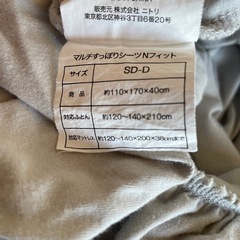 販売元 株式会社 ニトリ
東京都北区神谷3丁目6番20号
マルチすっぽりシーツNフィット
サイズ SD-D
商品 約110×170×40cm
対応ふとん 約120~140×210cm
対応マットレス 約120~140×200×38cmまで